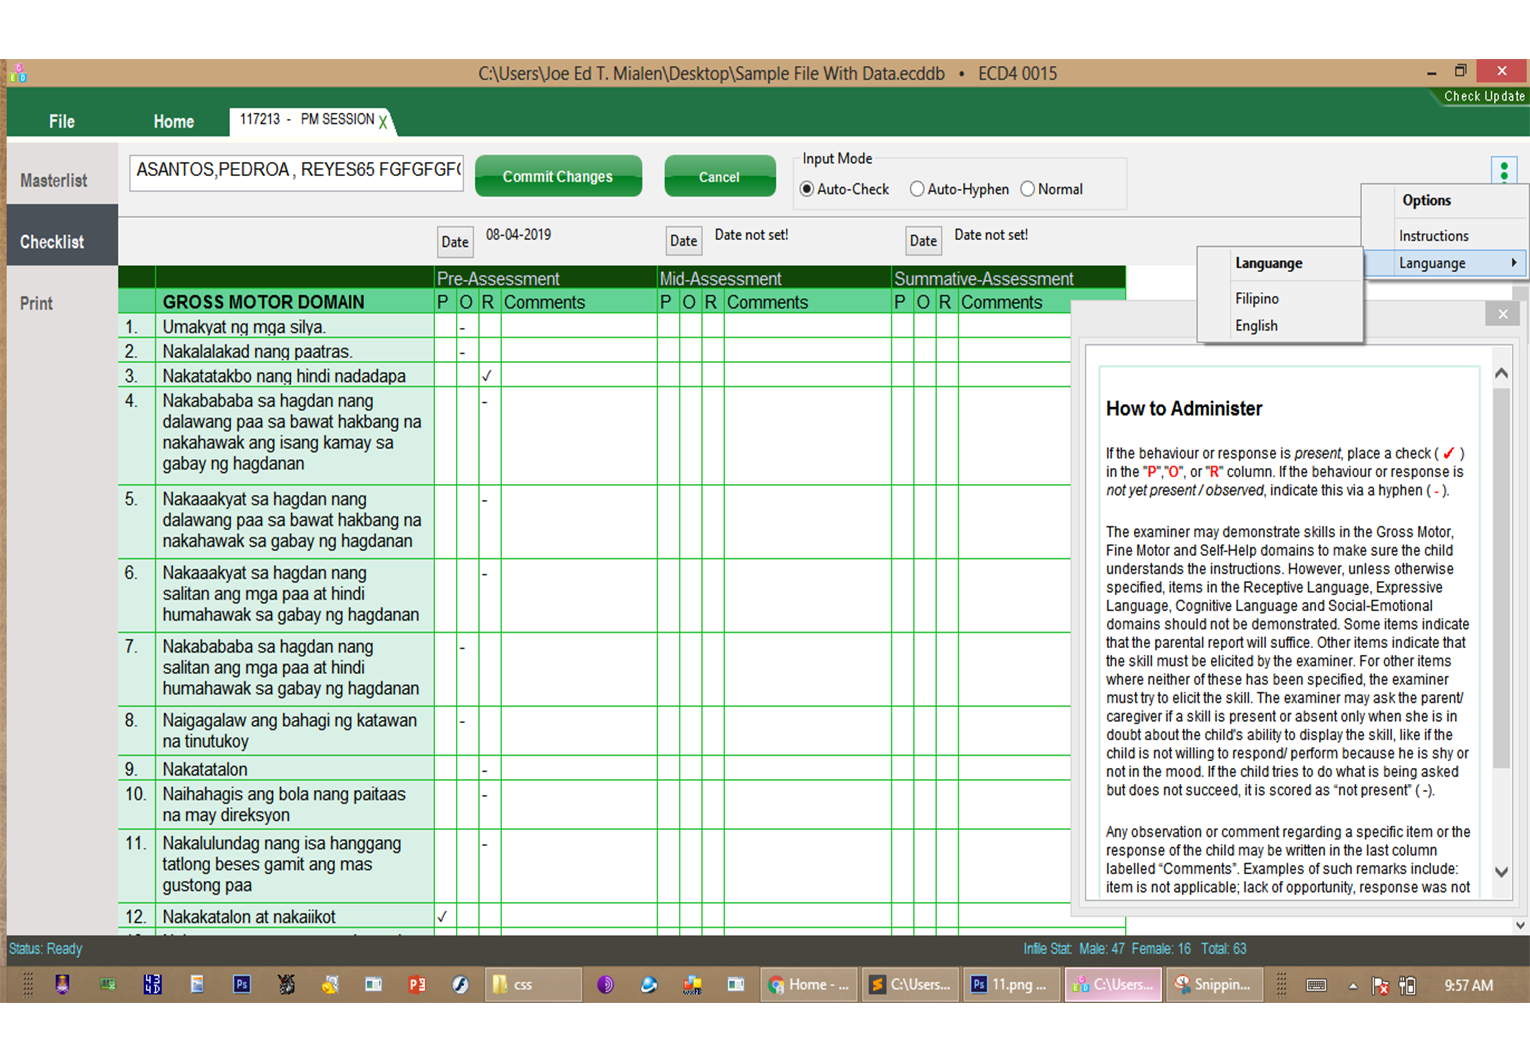 C:\Users\Joe Ed T. Mialen\Desktop\Sample File With Data.ecddb • ECD4 0015
Check Update
File
Home
117213 - PM SESSION X
Masterlist
Checklist
Print
ASANTOS,PEDROA , REYES65 FGFGFGF(
Commit Changes
Cancel
Input Mode
Auto-Check
Auto-Hyphen
Normal
Options
Instructions
Languange
Languange
Filipino
English
Date
08-04-2019
Date
Date not set!
Date
Date not set!
Pre-Assessment
Mid-Assessment
Summative-Assessment
GROSS MOTOR DOMAIN
P O R Comments
P O R Comments
P O R Comments
1. Umakyat ng mga silya. -
2. Nakalalakad nang paatras. -
3. Nakatatakbo nang hindi nadadapa ✓
4. Nakabababa sa hagdan nang -
dalawang paa sa bawat hakbang na
nakahawak ang isang kamay sa
gabay ng hagdanan
5. Nakaaakyat sa hagdan nang -
dalawang paa sa bawat hakbang na
nakahawak sa gabay ng hagdanan
6. Nakaaakyat sa hagdan nang -
salitan ang mga paa at hindi
humahawak sa gabay ng hagdanan
7. Nakabababa sa hagdan nang -
salitan ang mga paa at hindi
humahawak sa gabay ng hagdanan
8. Naigagalaw ang bahagi ng katawan -
na tinutukoy
9. Nakatatalon -
10. Naihahagis ang bola nang paitaas -
na may direksyon
11. Nakalulundag nang isa hanggang -
tatlong beses gamit ang mas
gustong paa
12. Nakakatalon at nakaiikot ✓
How to Administer
If the behaviour or response is present, place a check ( ✓ )
in the "P","O", or "R" column. If the behaviour or response is
not yet present / observed, indicate this via a hyphen ( - ).
The examiner may demonstrate skills in the Gross Motor,
Fine Motor and Self-Help domains to make sure the child
understands the instructions. However, unless otherwise
specified, items in the Receptive Language, Expressive
Language, Cognitive Language and Social-Emotional
domains should not be demonstrated. Some items indicate
that the parental report will suffice. Other items indicate that
the skill must be elicited by the examiner. For other items
where neither of these has been specified, the examiner
must try to elicit the skill. The examiner may ask the parent/
caregiver if a skill is present or absent only when she is in
doubt about the child's ability to display the skill, like if the
child is not willing to respond/ perform because he is shy or
not in the mood. If the child tries to do what is being asked
but does not succeed, it is scored as “not present” ( -).
Any observation or comment regarding a specific item or the
response of the child may be written in the last column
labelled “Comments”. Examples of such remarks include:
item is not applicable; lack of opportunity, response was not
Status: Ready
Infile Stat: Male: 47 Female: 16 Total: 63
Ps
css
Home - ...
C:\Users...
Ps 11.png ...
C:\Users...
Snippin...
9:57 AM